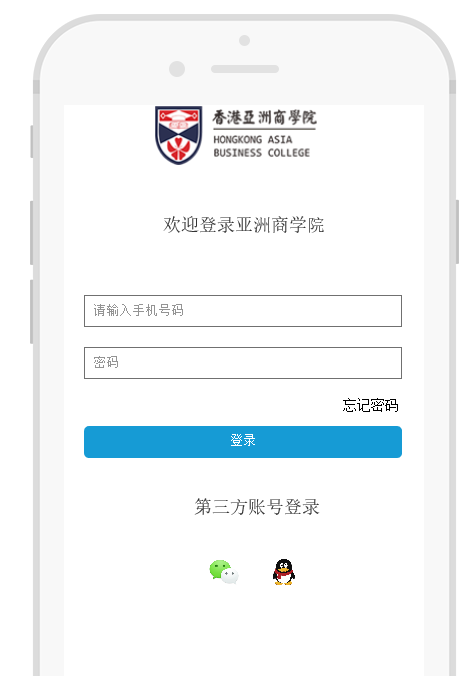 香港亞洲商學院
HONGKONG ASIA
BUSINESS COLLEGE
欢迎登录亚洲商学院
请输入手机号码
密码
忘记密码
登录
第三方账号登录